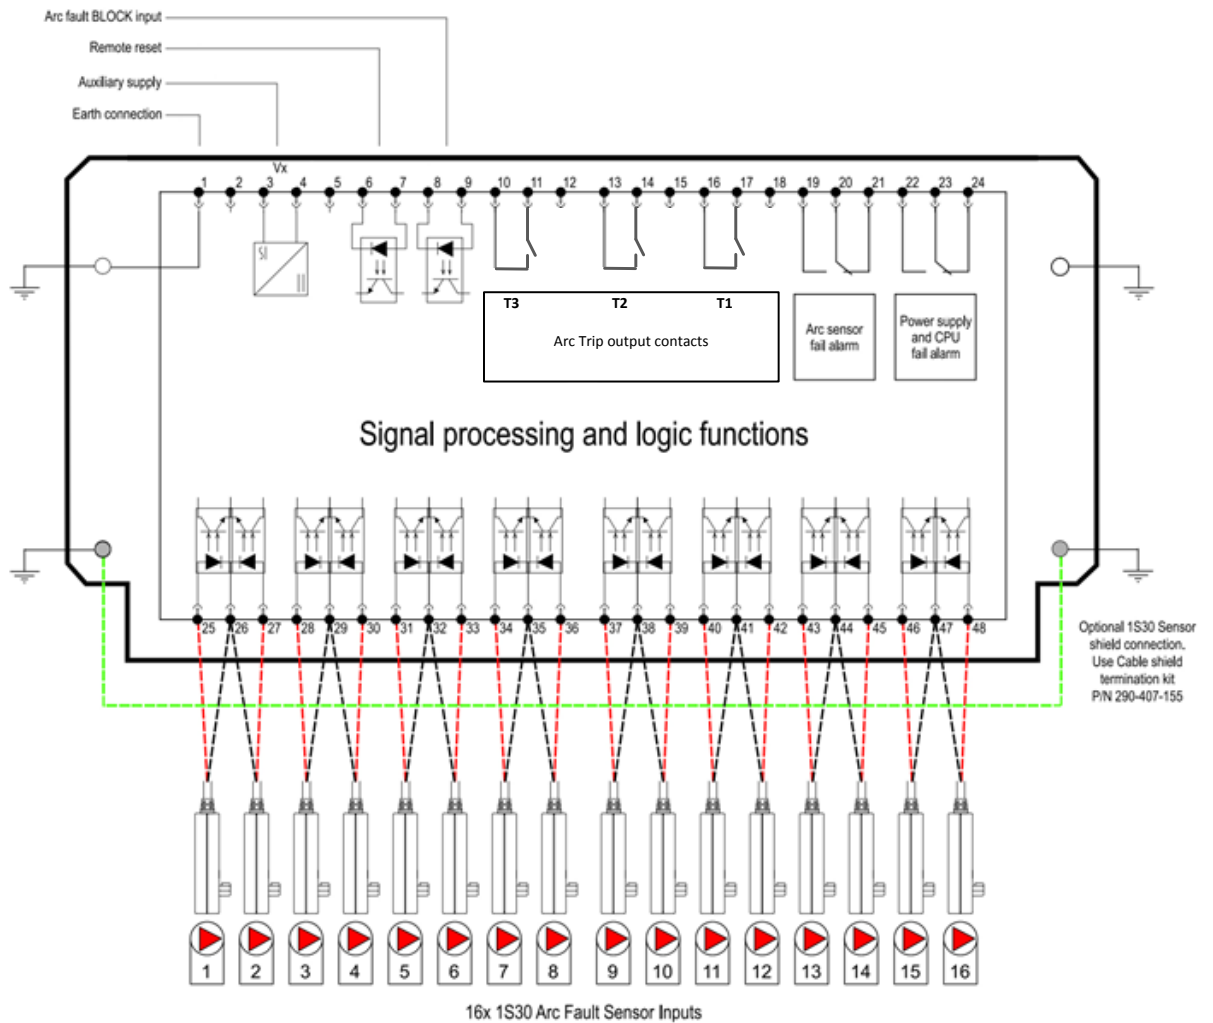 Arc fault BLOCK input
Remote reset
Auxiliary supply
Earth connection
Vx
1 2 3 4 5 6 7 8 9 10 11 12 13 14 15 16 17 18 19 20 21 22 23 24
SI
T3 T2 T1
Arc Trip output contacts
Arc sensor
fail alarm
Power supply
and CPU
fail alarm
Signal processing and logic functions
25 26 27 28 29 30 31 32 33 34 35 36 37 38 39 40 41 42 43 44 45 46 47 48
Optional 1S30 Sensor
shield connection.
Use Cable shield
termination kit
P/N 290-407-155
1 2 3 4 5 6 7 8 9 10 11 12 13 14 15 16
16x 1S30 Arc Fault Sensor Inputs